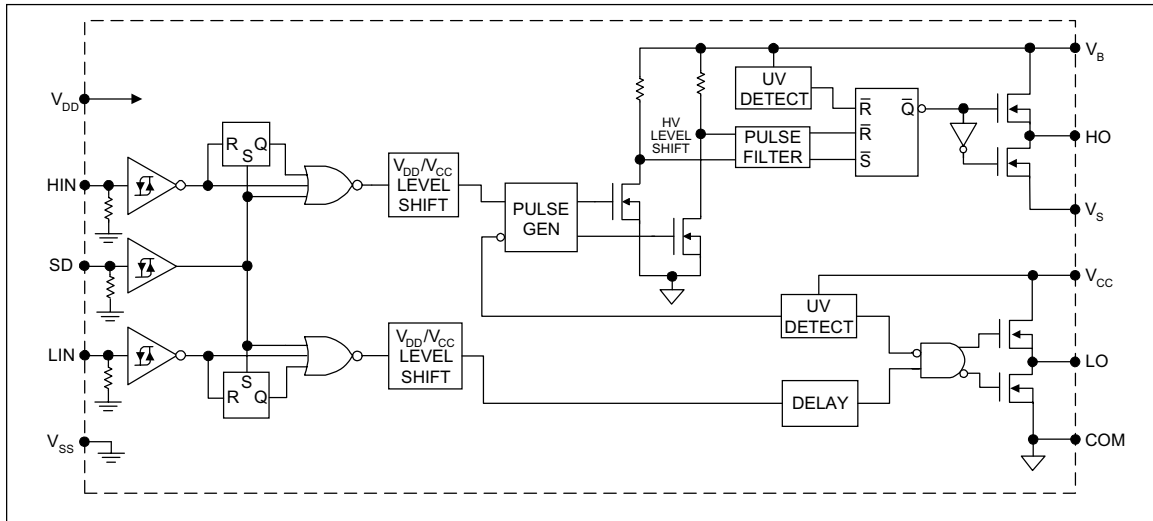 V_B
UV
DETECT
V_DD
R̅ Q̅
HV
LEVEL
SHIFT
R Q
S
PULSE
FILTER
R̅
S̅
HO
V_DD/V_CC
LEVEL
SHIFT
HIN
PULSE
GEN
V_S
SD
V_CC
UV
DETECT
V_DD/V_CC
LEVEL
SHIFT
LIN
LO
S
R Q
DELAY
V_SS
COM